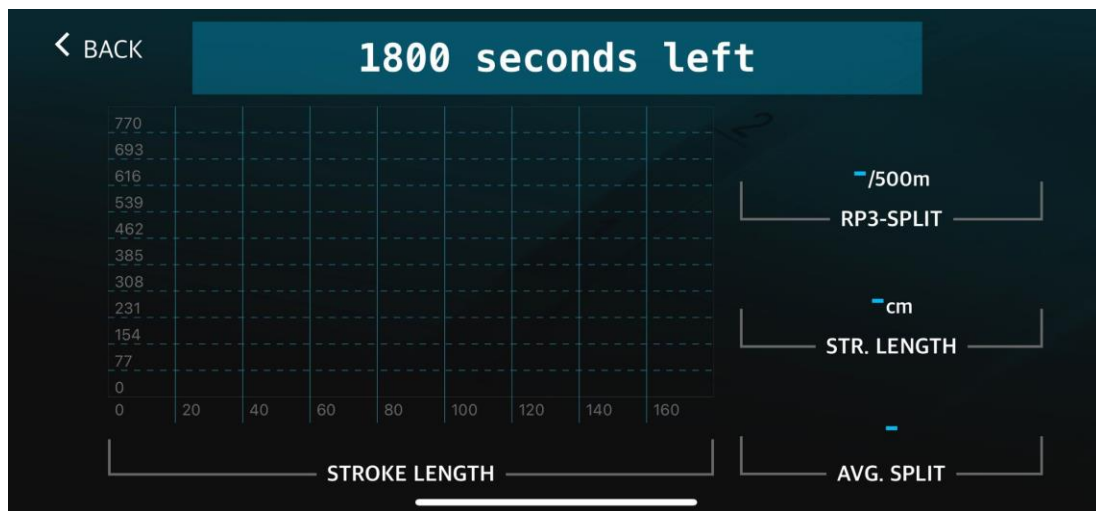 BACK
1800 seconds left
770
693
616
539
462
385
308
231
154
77
0
0 20 40 60 80 100 120 140 160
STROKE LENGTH
-/500m
RP3-SPLIT
-cm
STR. LENGTH
-
AVG. SPLIT